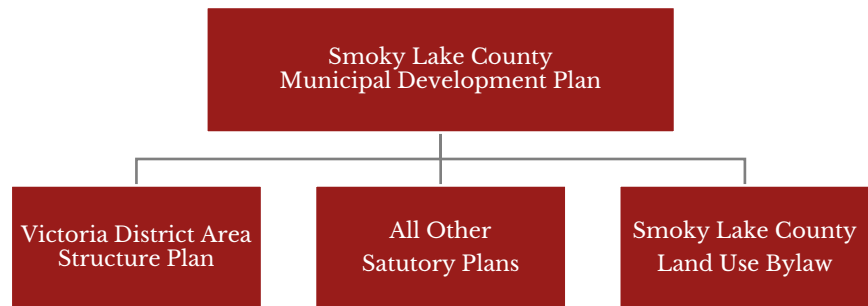 Smoky Lake County
Municipal Development Plan
Victoria District Area
Structure Plan
All Other
Satutory Plans
Smoky Lake County
Land Use Bylaw